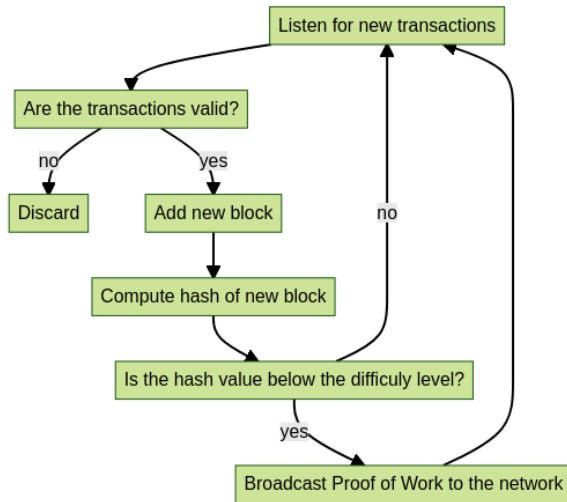 Listen for new transactions
Are the transactions valid?
no
yes
Discard
Add new block
no
Compute hash of new block
Is the hash value below the difficuly level?
yes
Broadcast Proof of Work to the network